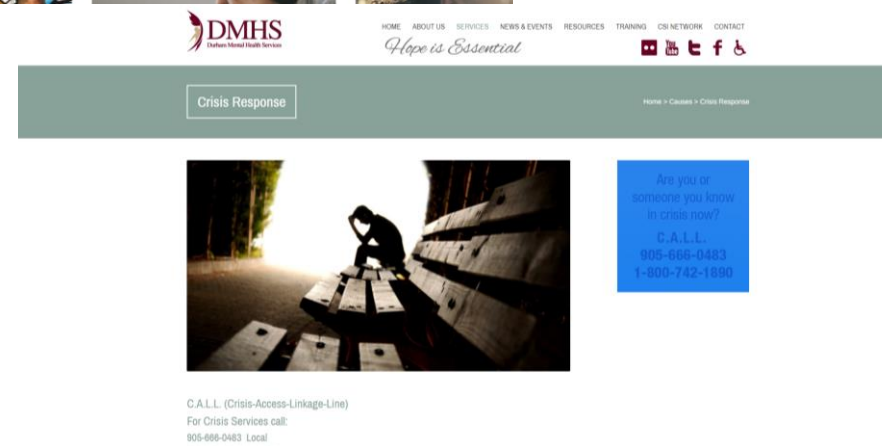 DMHS
Durham Mental Health Services
HOME ABOUT US SERVICES NEWS & EVENTS RESOURCES TRAINING CSI NETWORK CONTACT
Hope is Essential
You
Tube
Crisis Response
Home > Causes > Crisis Response
Are you or
someone you know
in crisis now?
C.A.L.L.
905-666-0483
1-800-742-1890
C.A.L.L. (Crisis-Access-Linkage-Line)
For Crisis Services call:
905-666-0483 Local